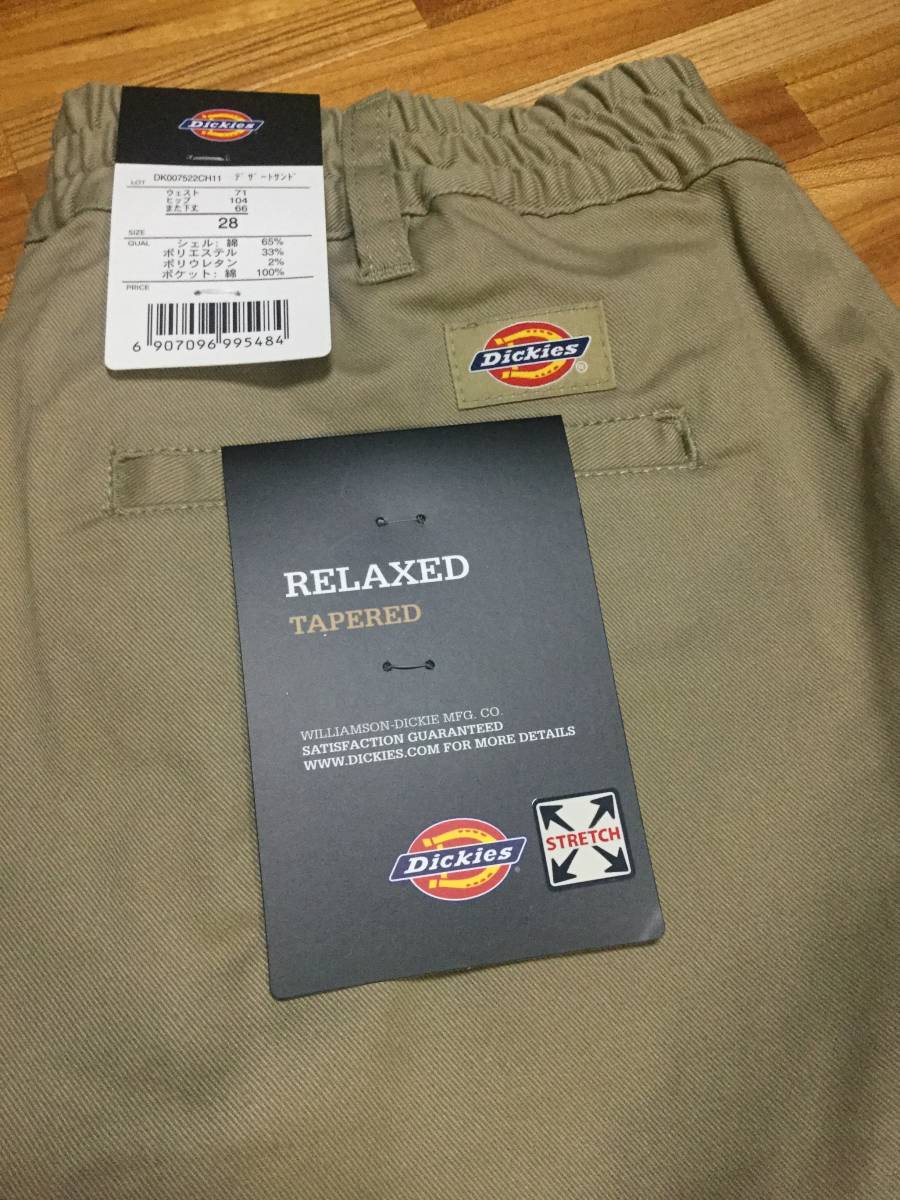 Dickies
LOT DK007522CH11 デザートサンド
ウェスト 71
ヒップ 104
また下丈 66
SIZE 28
QUAL シェル: 綿 65%
ポリエステル 33%
ポリウレタン 2%
ポケット: 綿 100%
PRICE
6 907096 995484
Dickies ®
RELAXED
TAPERED
WILLIAMSON-DICKIE MFG. CO.
SATISFACTION GUARANTEED
WWW.DICKIES.COM FOR MORE DETAILS
Dickies
STRETCH